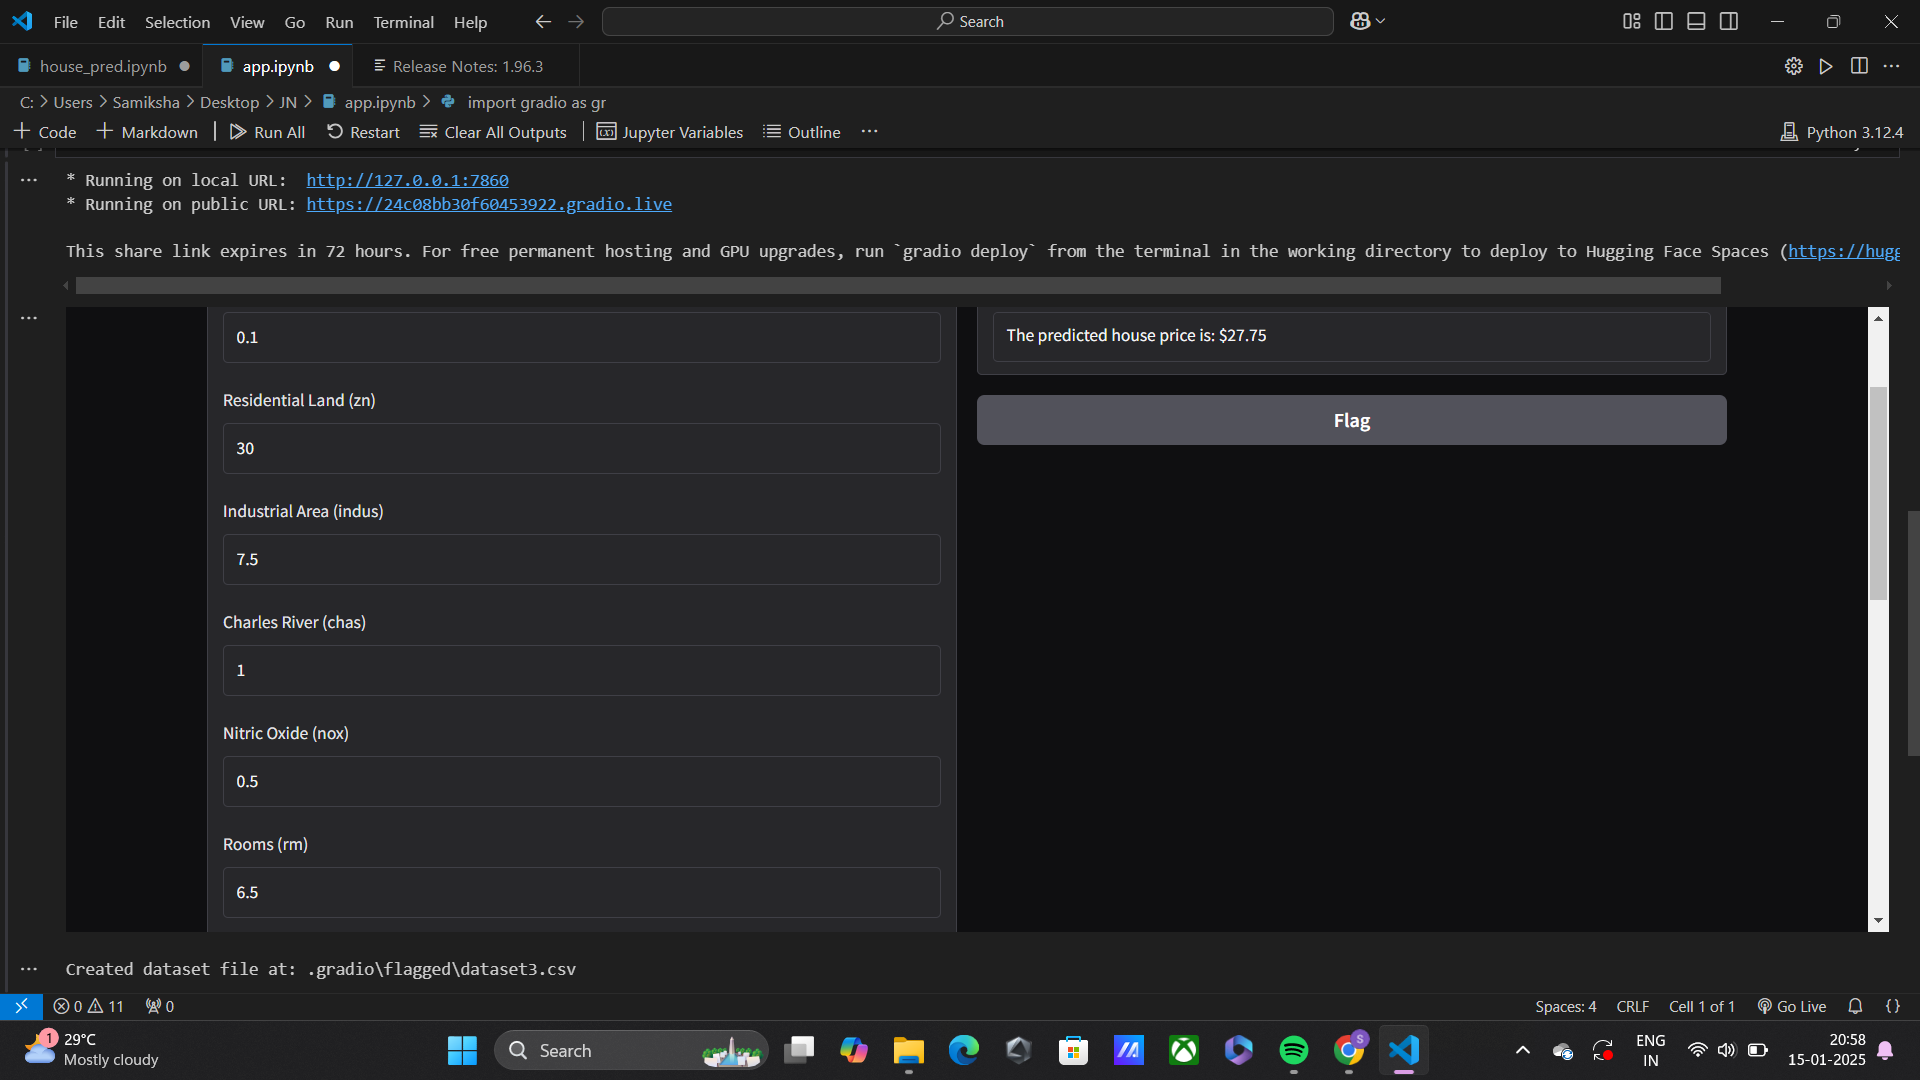 File Edit Selection View Go Run Terminal Help
Search
house_pred.ipynb
app.ipynb
Release Notes: 1.96.3
C: > Users > Samiksha > Desktop > JN > app.ipynb > import gradio as gr
+ Code + Markdown | Run All Restart Clear All Outputs | Jupyter Variables Outline ...
Python 3.12.4
* Running on local URL: http://127.0.0.1:7860
* Running on public URL: https://24c08bb30f60453922.gradio.live
This share link expires in 72 hours. For free permanent hosting and GPU upgrades, run `gradio deploy` from the terminal in the working directory to deploy to Hugging Face Spaces (https://hugg
0.1
The predicted house price is: $27.75
Flag
Residential Land (zn)
30
Industrial Area (indus)
7.5
Charles River (chas)
1
Nitric Oxide (nox)
0.5
Rooms (rm)
6.5
Created dataset file at: .gradio\flagged\dataset3.csv
0 11 0
Spaces: 4 CRLF Cell 1 of 1 Go Live {}
1
29°C
Mostly cloudy
Search
S
ENG
IN
20:58
15-01-2025